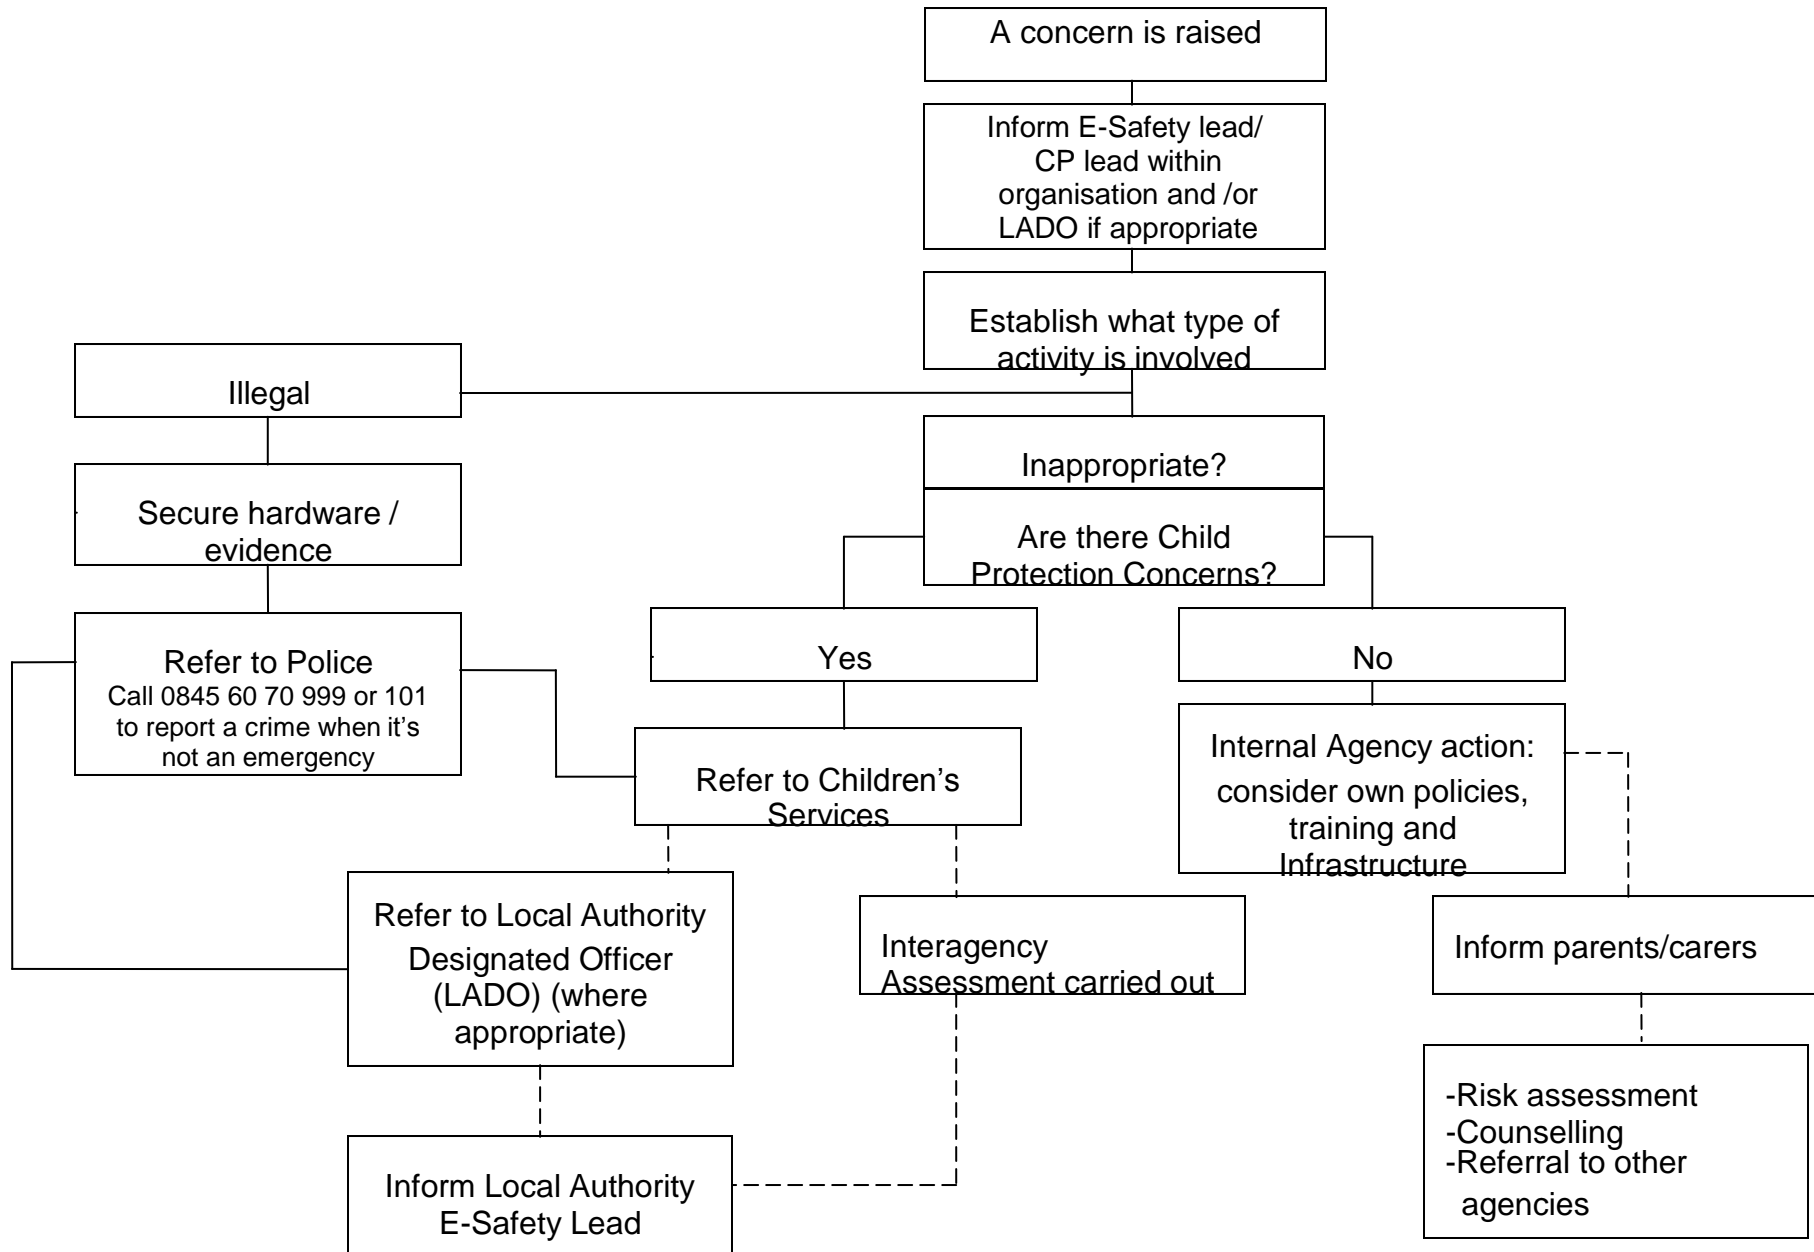 A concern is raised
Inform E-Safety lead/
CP lead within
organisation and /or
LADO if appropriate
Establish what type of
activity is involved
Illegal
Inappropriate?
Secure hardware /
evidence
Are there Child
Protection Concerns?
Refer to Police
Call 0845 60 70 999 or 101
to report a crime when it's
not an emergency
Yes
No
Refer to Children's
Services
Internal Agency action:
consider own policies,
training and
Infrastructure
Refer to Local Authority
Designated Officer
(LADO) (where
appropriate)
Interagency
Assessment carried out
Inform parents/carers
Inform Local Authority
E-Safety Lead
-Risk assessment
-Counselling
-Referral to other
agencies